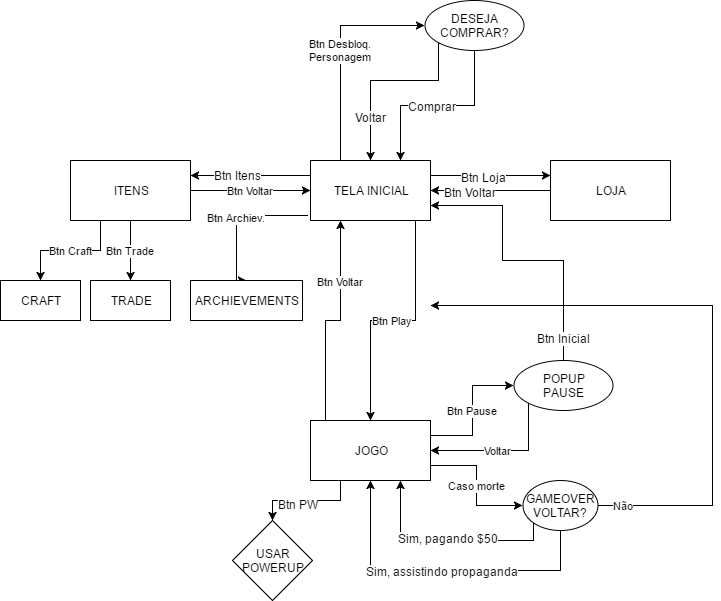 DESEJA
COMPRAR?
Btn Desbloq.
Personagem
Voltar
Comprar
ITENS
Btn Itens
Btn Voltar
TELA INICIAL
Btn Loja
Btn Voltar
LOJA
Btn Archiev.
Btn Craft
Btn Trade
CRAFT
TRADE
ARCHIEVEMENTS
Btn Voltar
Btn Play
Btn Inicial
POPUP
PAUSE
Btn Pause
JOGO
Voltar
Caso morte
GAMEOVER
VOLTAR?
Não
Btn PW
Sim, pagando $50
USAR
POWERUP
Sim, assistindo propaganda